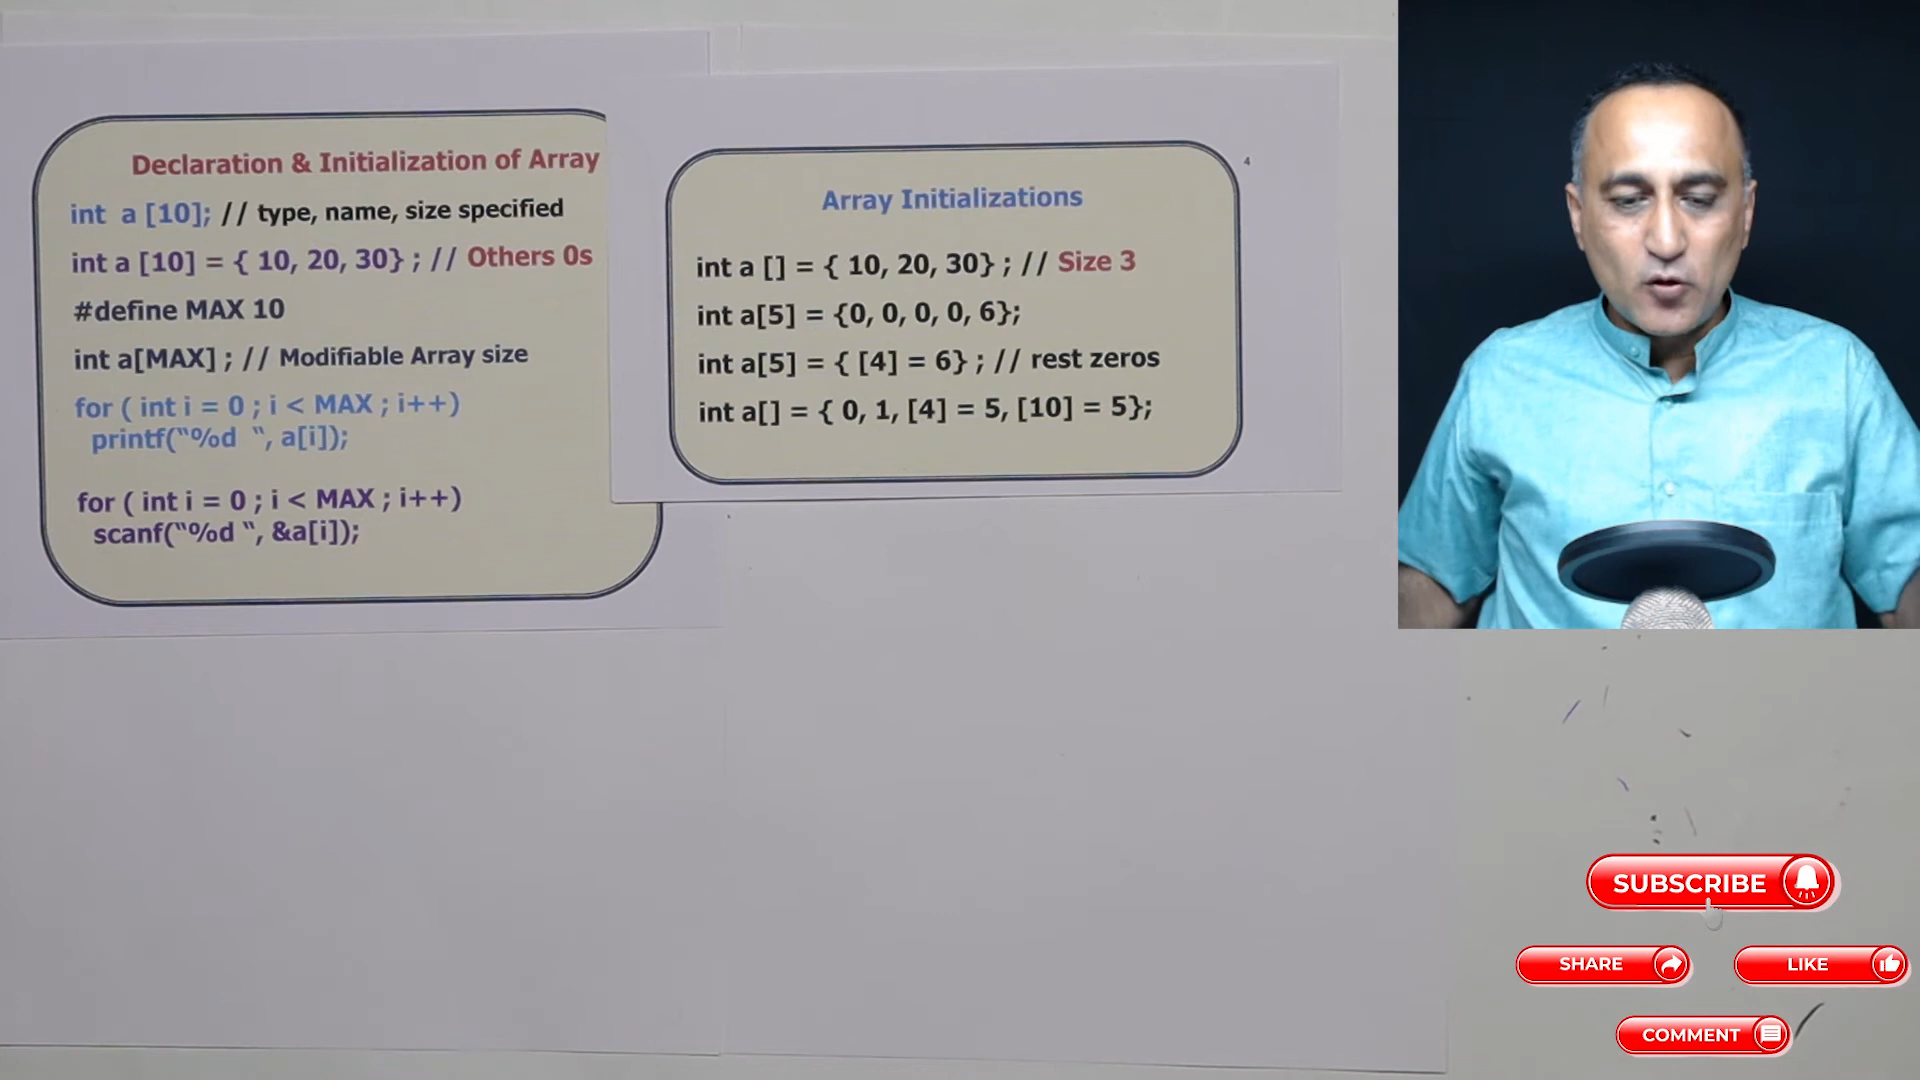 Declaration & Initialization of Array
int a [10]; // type, name, size specified
int a [10] = { 10, 20, 30} ; // Others 0s
#define MAX 10
int a[MAX] ; // Modifiable Array size
for ( int i = 0 ; i < MAX ; i++)
printf(“%d “, a[i]);
for ( int i = 0 ; i < MAX ; i++)
scanf(“%d “, &a[i]);
4
Array Initializations
int a [] = { 10, 20, 30} ; // Size 3
int a[5] = {0, 0, 0, 0, 6};
int a[5] = { [4] = 6} ; // rest zeros
int a[] = { 0, 1, [4] = 5, [10] = 5};
SUBSCRIBE
SHARE
LIKE
COMMENT